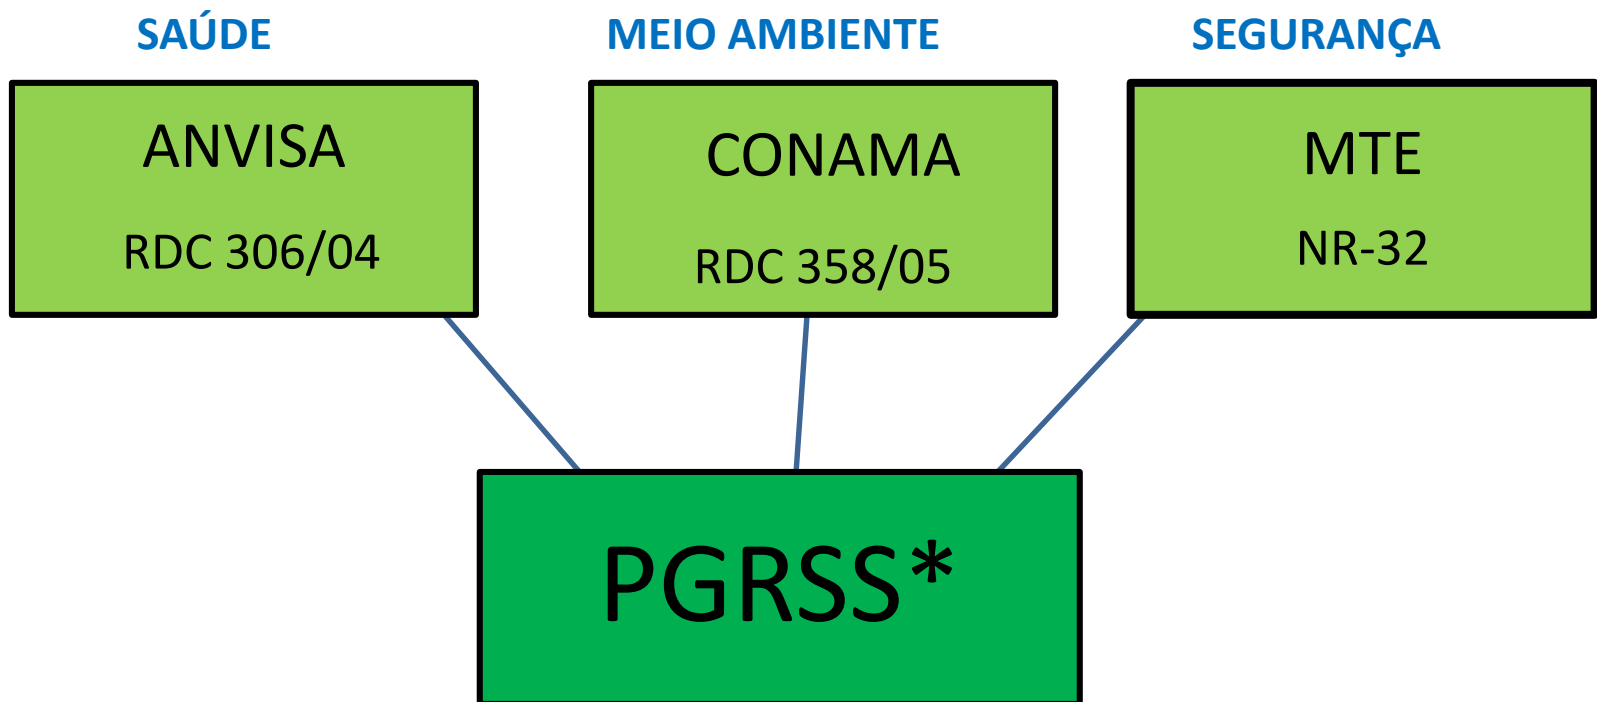 SAÚDE
MEIO AMBIENTE
SEGURANÇA
ANVISA
RDC 306/04
CONAMA
RDC 358/05
MTE
NR-32
PGRSS*